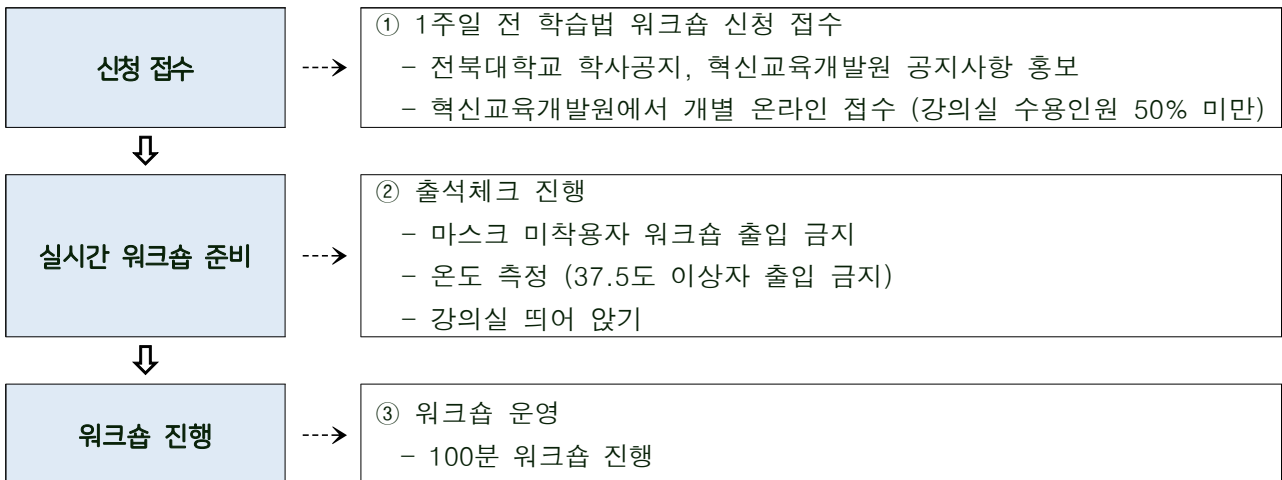 신청 접수
① 1주일 전 학습법 워크숍 신청 접수
- 전북대학교 학사공지, 혁신교육개발원 공지사항 홍보
- 혁신교육개발원에서 개별 온라인 접수 (강의실 수용인원 50% 미만)
실시간 워크숍 준비
② 출석체크 진행
- 마스크 미착용자 워크숍 출입 금지
- 온도 측정 (37.5도 이상자 출입 금지)
- 강의실 띄어 앉기
워크숍 진행
③ 워크숍 운영
- 100분 워크숍 진행